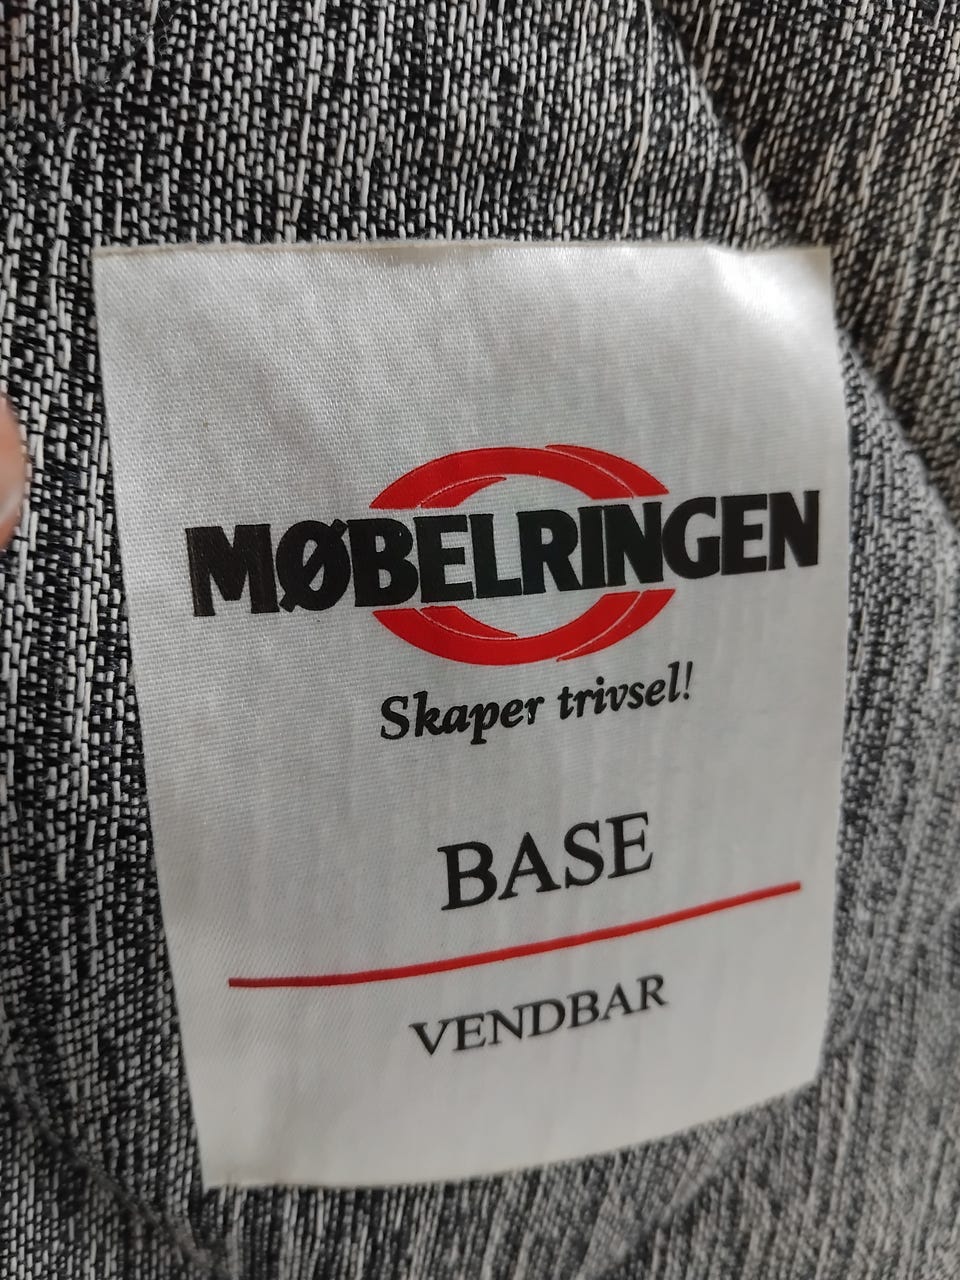 MØBELRINGEN
Skaper trivsel!
BASE
VENDBAR